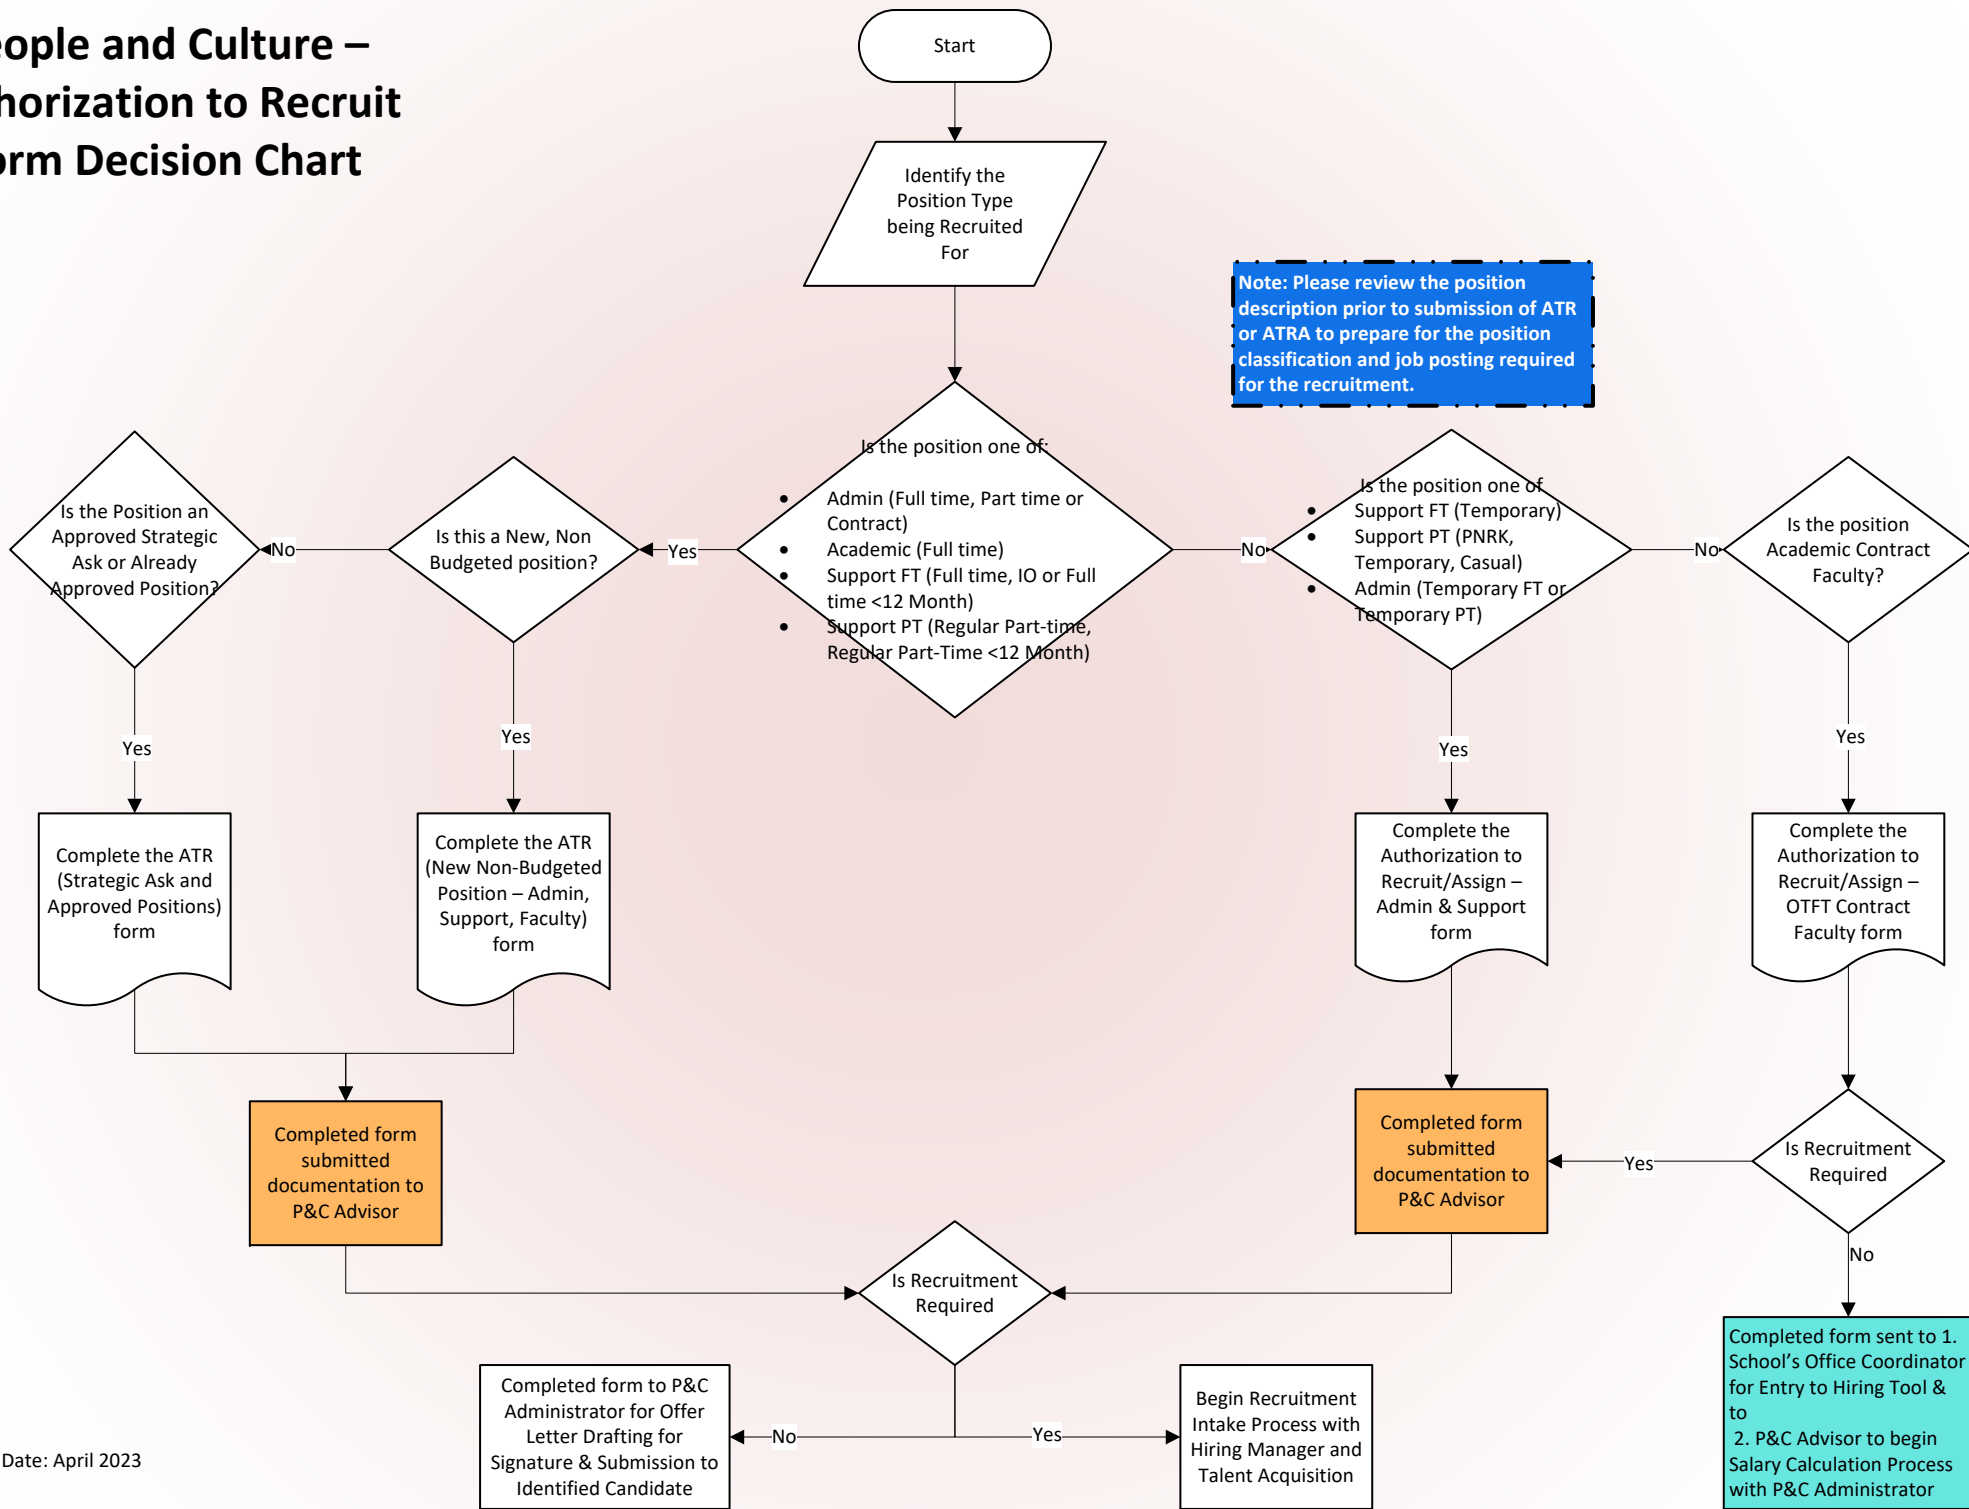 eople and Culture –
horization to Recruit
orm Decision Chart
Start
Identify the
Position Type
being Recruited
For
Note: Please review the position
description prior to submission of ATR
or ATRA to prepare for the position
classification and job posting required
for the recruitment.
Is the Position an
Approved Strategic
Ask or Already
Approved Position?
No
Is this a New, Non
Budgeted position?
Yes
Is the position one of:
• Admin (Full time, Part time or
Contract)
• Academic (Full time)
• Support FT (Full time, IO or Full
time <12 Month)
• Support PT (Regular Part-time,
Regular Part-Time <12 Month)
No
Is the position one of
• Support FT (Temporary)
• Support PT (PNRK,
Temporary, Casual)
• Admin (Temporary FT or
Temporary PT)
No
Is the position
Academic Contract
Faculty?
Yes
Yes
Yes
Yes
Complete the ATR
(Strategic Ask and
Approved Positions)
form
Complete the ATR
(New Non-Budgeted
Position – Admin,
Support, Faculty)
form
Complete the
Authorization to
Recruit/Assign –
Admin & Support
form
Complete the
Authorization to
Recruit/Assign –
OTFT Contract
Faculty form
Completed form
submitted
documentation to
P&C Advisor
Completed form
submitted
documentation to
P&C Advisor
Yes
Is Recruitment
Required
No
Is Recruitment
Required
Completed form to P&C
Administrator for Offer
Letter Drafting for
Signature & Submission to
Identified Candidate
No
Yes
Begin Recruitment
Intake Process with
Hiring Manager and
Talent Acquisition
Completed form sent to 1.
School's Office Coordinator
for Entry to Hiring Tool &
to
2. P&C Advisor to begin
Salary Calculation Process
with P&C Administrator
Date: April 2023